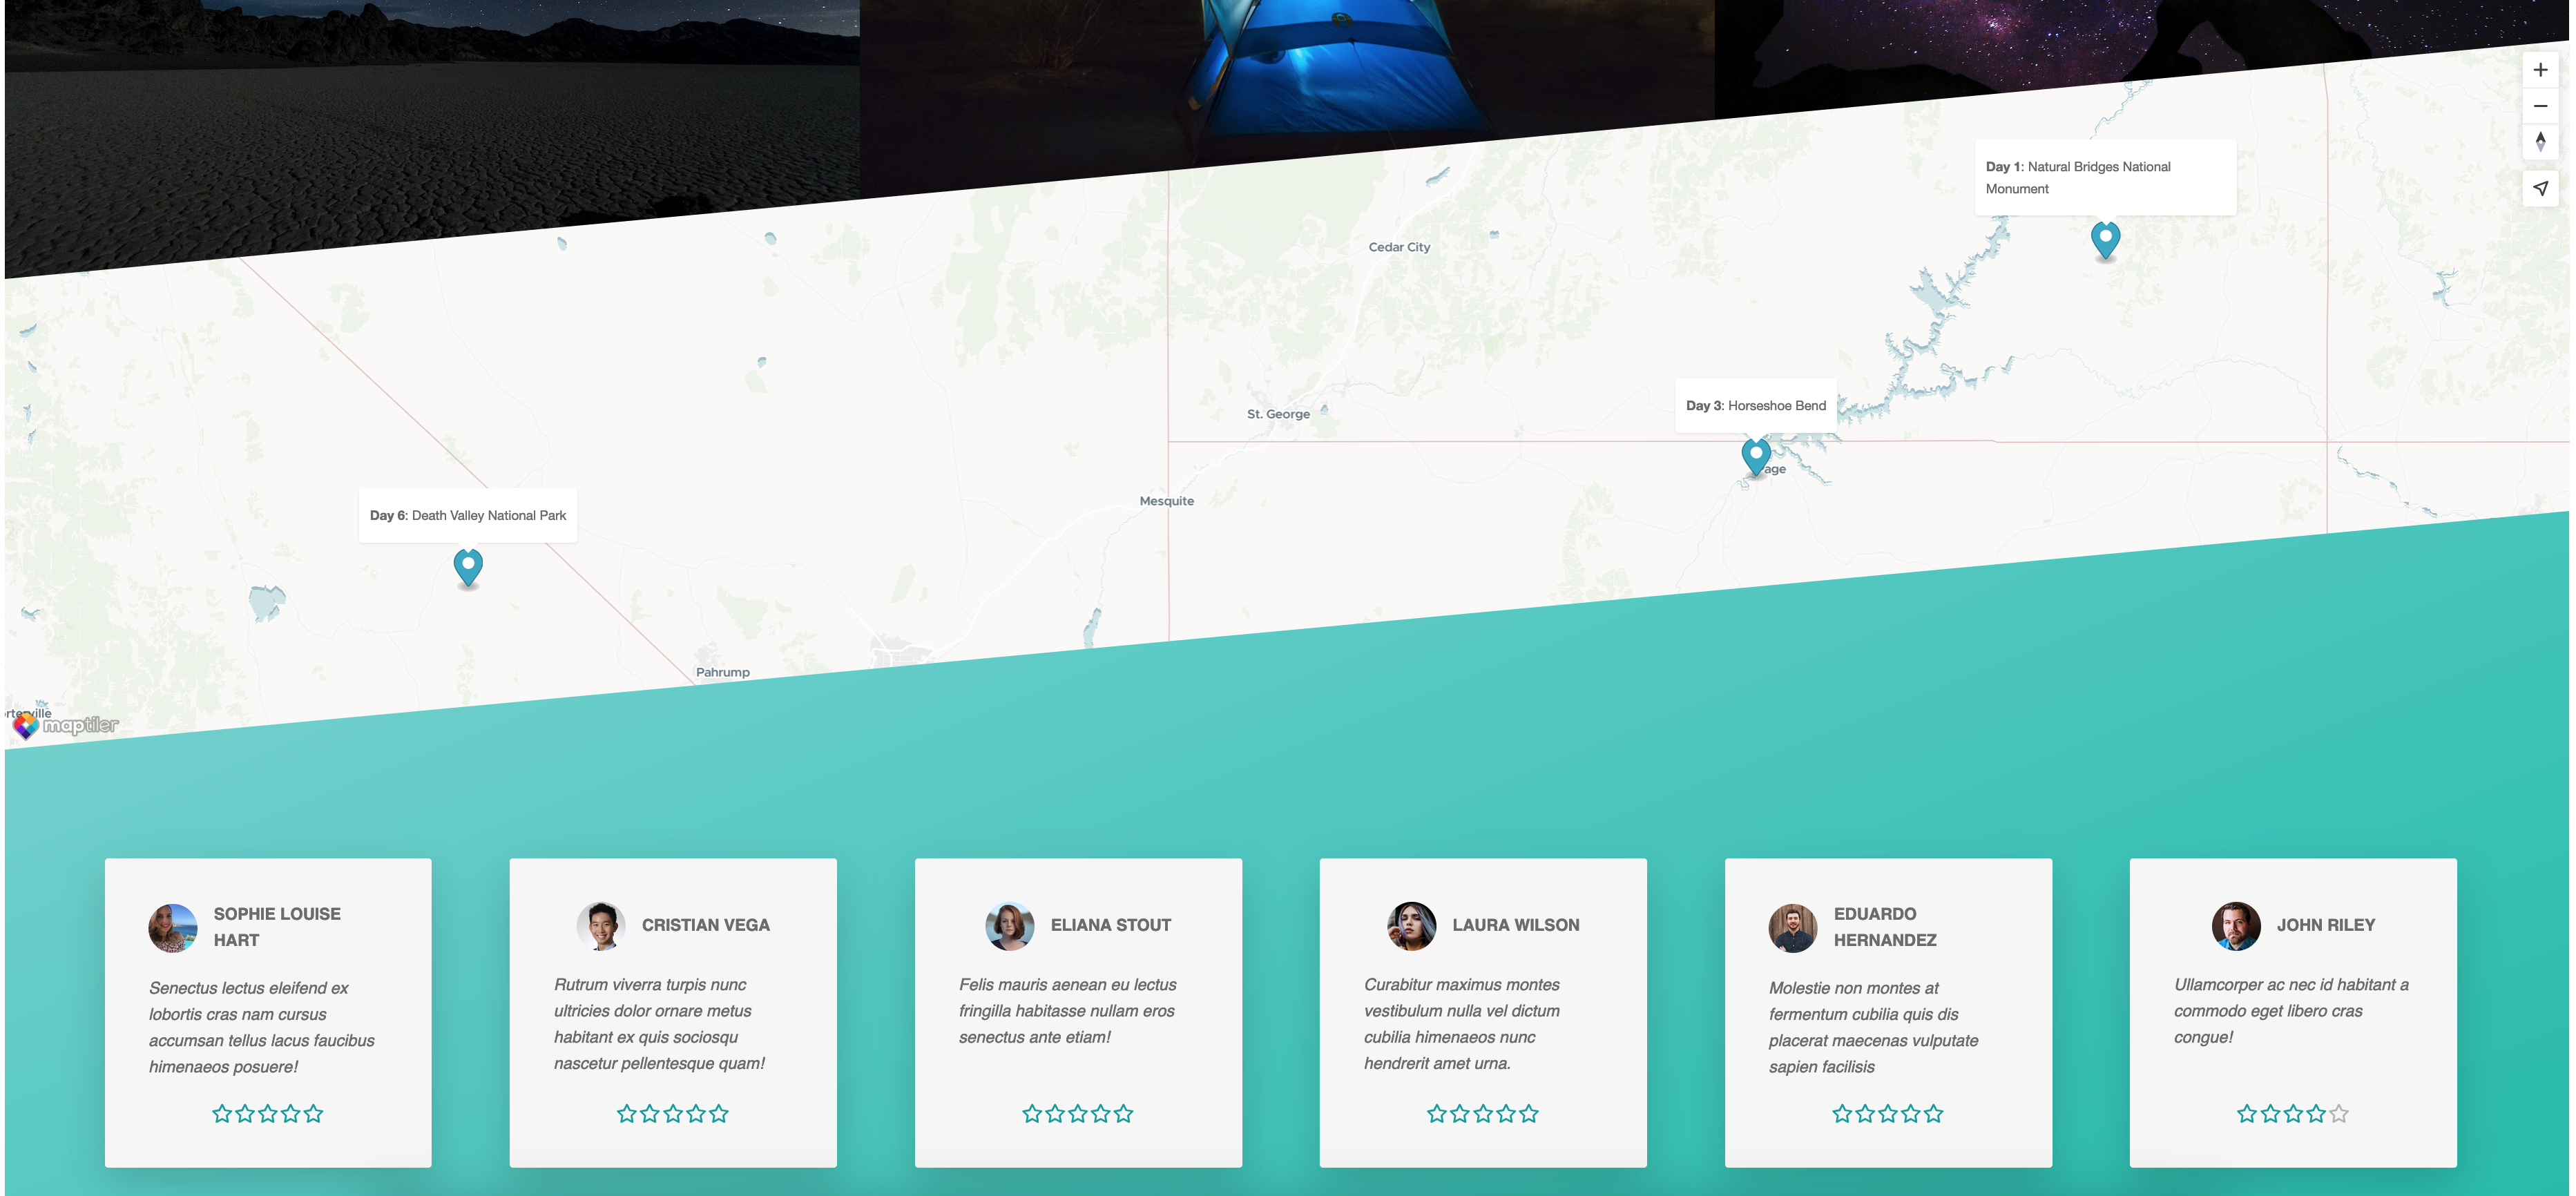 Day 1: Natural Bridges National
Monument
Cedar City
Day 3: Horseshoe Bend
St. George
age
Mesquite
Day 6: Death Valley National Park
Pahrump
rterville
maptiler
SOPHIE LOUISE
HART
Senectus lectus eleifend ex
lobortis cras nam cursus
accumsan tellus lacus faucibus
himenaeos posuere!
CRISTIAN VEGA
Rutrum viverra turpis nunc
ultricies dolor ornare metus
habitant ex quis sociosqu
nascetur pellentesque quam!
ELIANA STOUT
Felis mauris aenean eu lectus
fringilla habitasse nullam eros
senectus ante etiam!
LAURA WILSON
Curabitur maximus montes
vestibulum nulla vel dictum
cubilia himenaeos nunc
hendrerit amet urna.
EDUARDO
HERNANDEZ
Molestie non montes at
fermentum cubilia quis dis
placerat maecenas vulputate
sapien facilisis
JOHN RILEY
Ullamcorper ac nec id habitant a
commodo eget libero cras
congue!